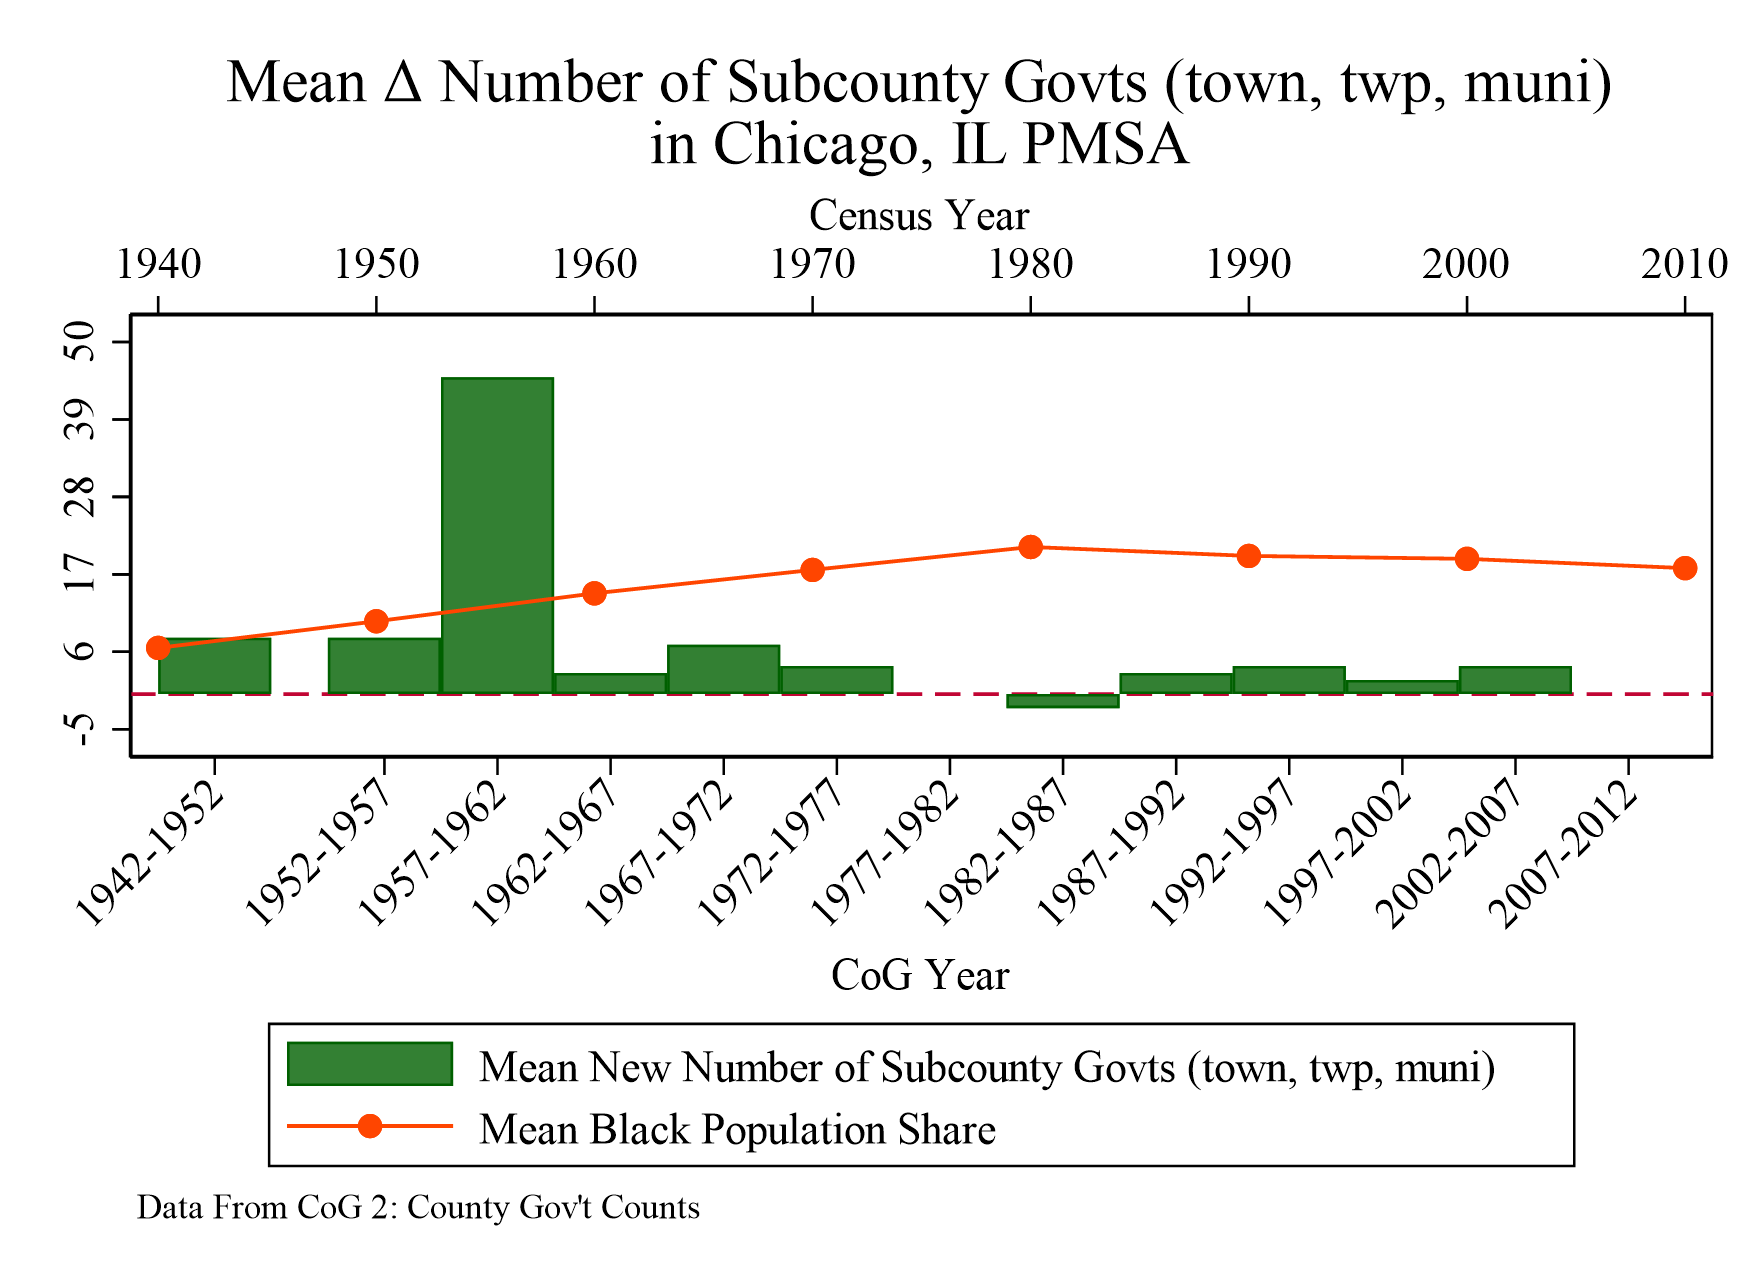 Mean Δ Number of Subcounty Govts (town, twp, muni)
in Chicago, IL PMSA
Census Year
1940 1950 1960 1970 1980 1990 2000 2010
50
39
28
17
6
-5
1942-1952 1952-1957 1957-1962 1962-1967 1967-1972 1972-1977 1977-1982 1982-1987 1987-1992 1992-1997 1997-2002 2002-2007 2007-2012
CoG Year
Mean New Number of Subcounty Govts (town, twp, muni)
Mean Black Population Share
Data From CoG 2: County Gov't Counts